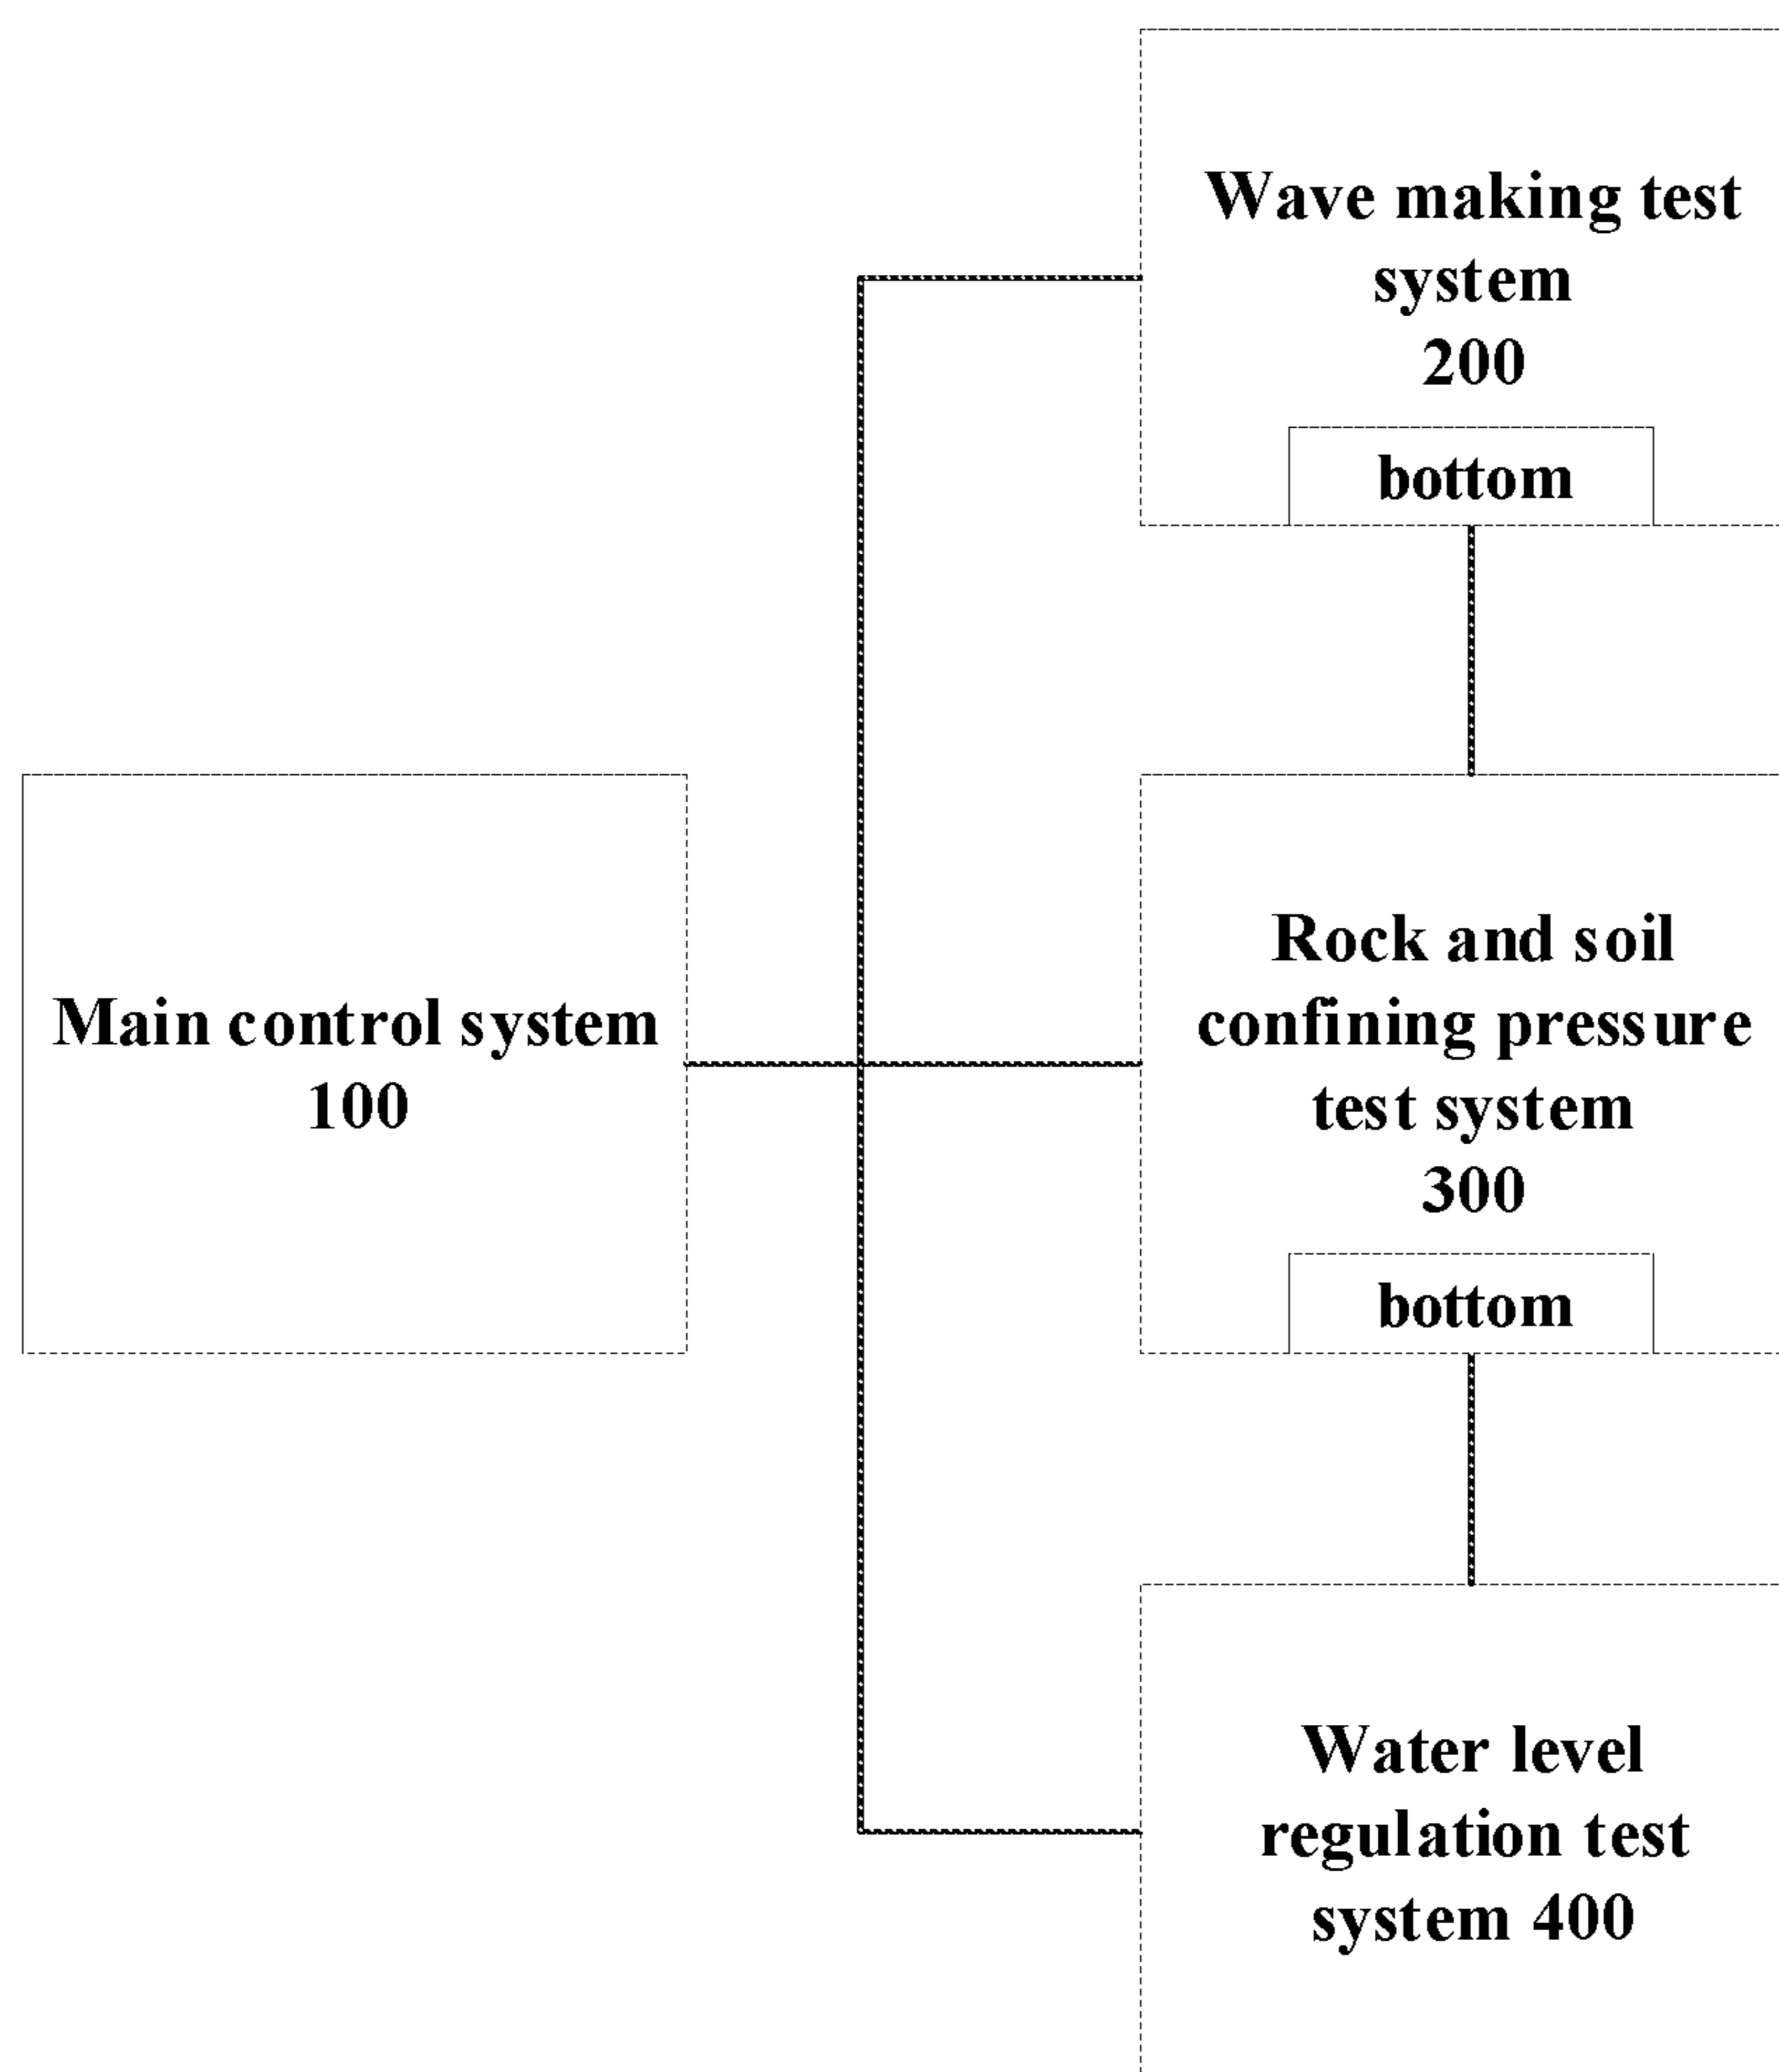 Wave making test
system
200
bottom
Main control system
100
Rock and soil
confining pressure
test system
300
bottom
Water level
regulation test
system 400